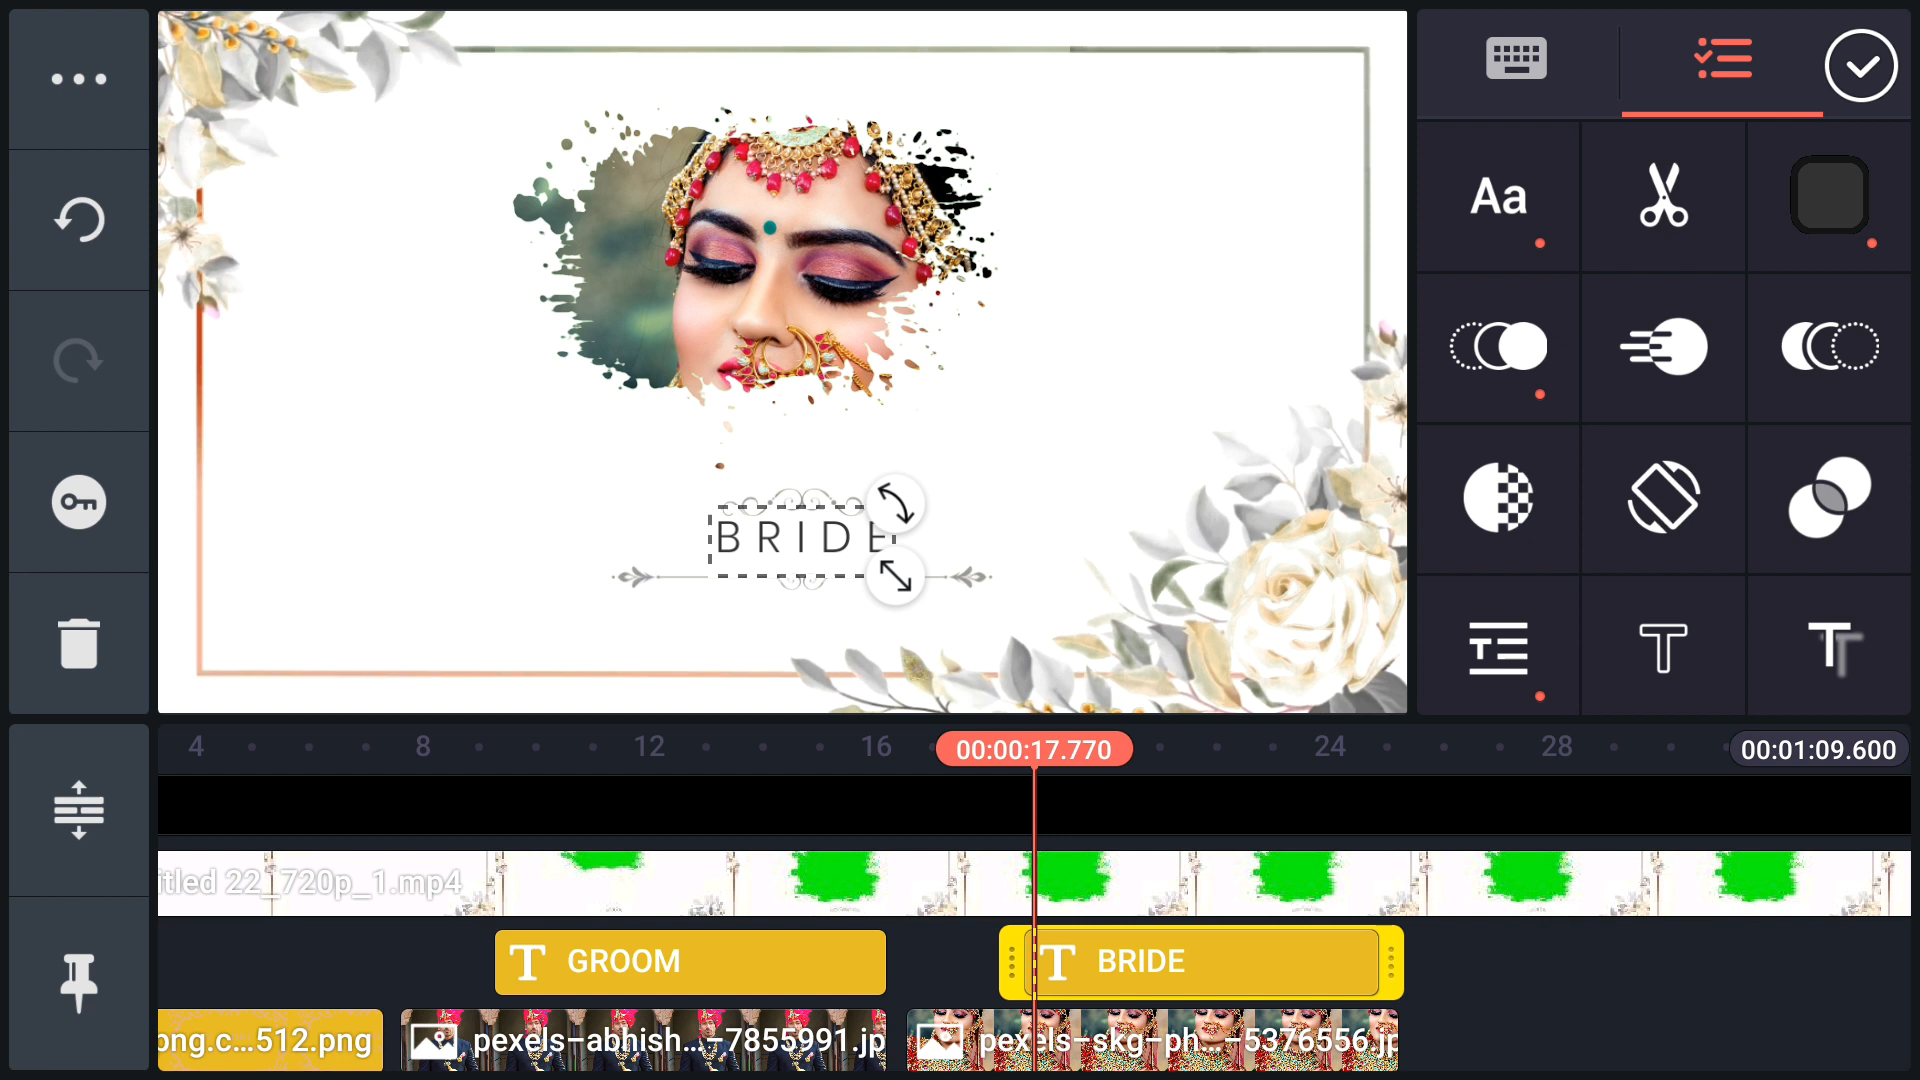 Aa
BRIDE
4 8 12 16 00:00:17.770 24 28 00:01:09.600
tled 22_720p_1.mp4
T GROOM
T BRIDE
ong.c...512.png
pexels-abhish...-7855991.jp
pexels-skg-ph...-5376556.jp